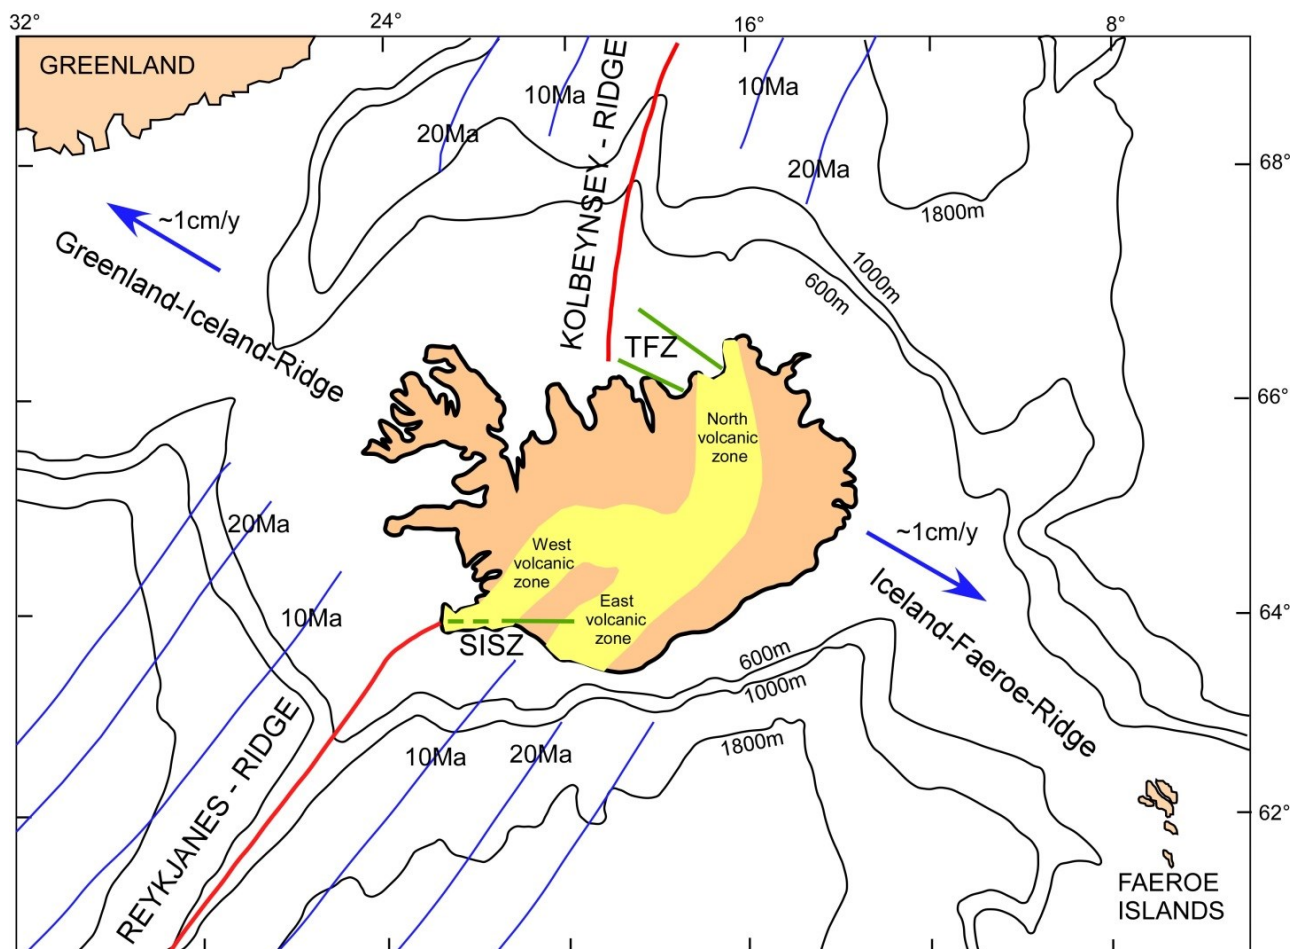 32°
24°
16°
8°
GREENLAND
10Ma
20Ma
KOLBEYNSEY - RIDGE
10Ma
20Ma
68°
1800m
~1cm/y
Greenland-Iceland-Ridge
1000m
600m
TFZ
66°
North
volcanic
zone
20Ma
West
volcanic
zone
~1cm/y
Iceland-Faeroe-Ridge
10Ma
East
volcanic
zone
64°
SISZ
600m
1000m
1800m
10Ma
20Ma
REYKJANES - RIDGE
62°
FAEROE
ISLANDS